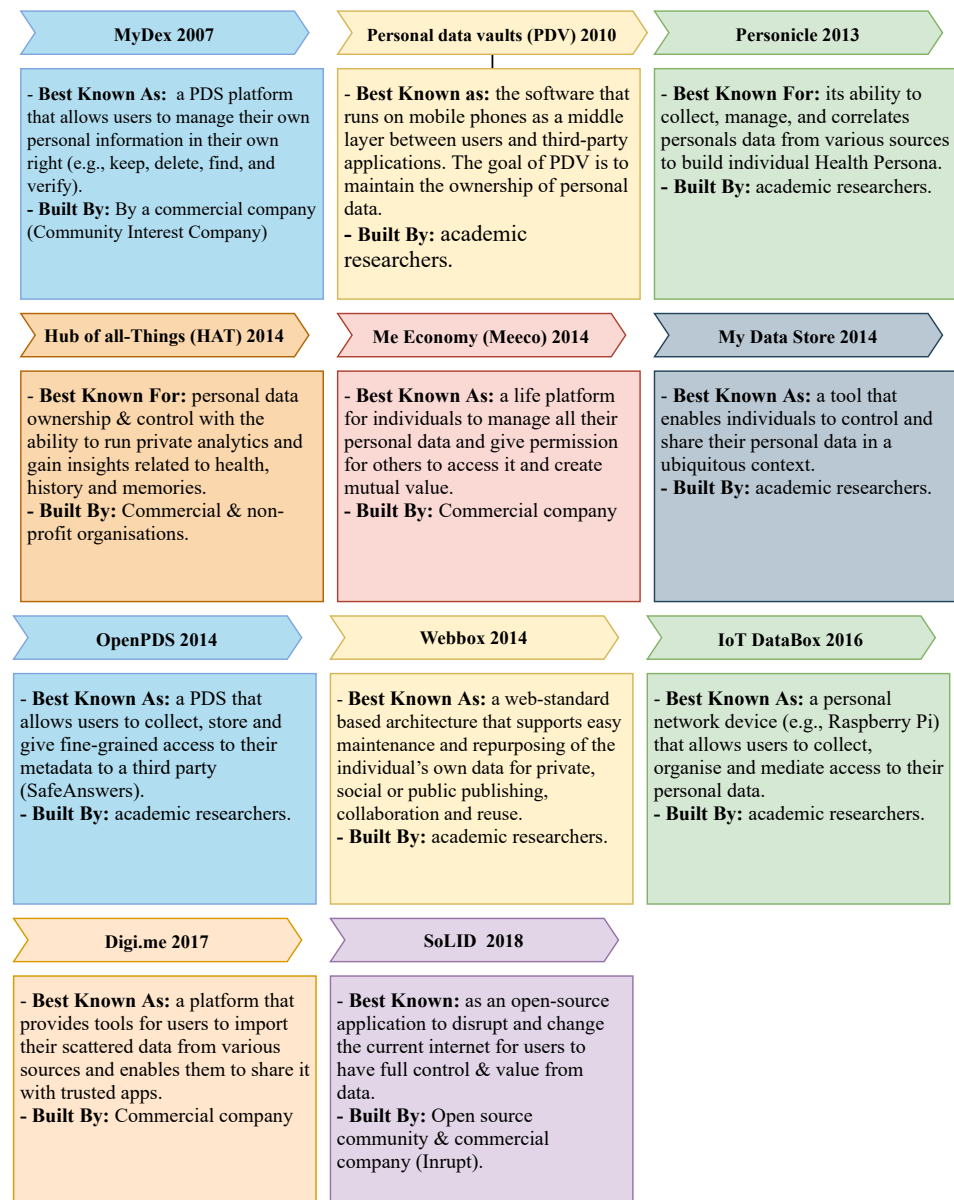 MyDex 2007
- Best Known As:  a PDS platform
that allows users to manage their own
personal information in their own
right (e.g., keep, delete, find, and
verify).
- Built By: By a commercial company
(Community Interest Company)
Personal data vaults (PDV) 2010
- Best known as: the software that
runs on mobile phones as a middle
layer between users and third-party
applications. The goal of PDV is to
maintain the ownership of personal
data.
- Built By: academic
researchers.
Personicle 2013
- Best Known For: its ability to
collect, manage, and correlates
personals data from various sources
to build individual Health Persona.
- Built By: academic researchers.
Hub of all-Things (HAT) 2014
- Best Known For: personal data
ownership & control with the
ability to run private analytics and
gain insights related to health,
history and memories.
- Built By: Commercial & non-
profit organisations.
Me Economy (Meeco) 2014
- Best Known As: a life platform
for individuals to manage all their
personal data and give permission
for others to access it and create
mutual value.
- Built By: Commercial company
My Data Store 2014
- Best Known As: a tool that
enables individuals to control and
share their personal data in a
ubiquitous context.
- Built By: academic researchers.
OpenPDS 2014
- Best Known As: a PDS that
allows users to collect, store and
give fine-grained access to their
metadata to a third party
(SafeAnswers).
- Built By: academic researchers.
Webbox 2014
- Best Known As: a web-standard
based architecture that supports easy
maintenance and repurposing of the
individual’s own data for private,
social or public publishing,
collaboration and reuse.
- Built By: academic researchers.
IoT DataBox 2016
- Best Known As: a personal
network device (e.g., Raspberry Pi)
that allows users to collect,
organise and mediate access to their
personal data.
- Built By: academic researchers.
Digi.me 2017
- Best Known As: a platform that
provides tools for users to import
their scattered data from various
sources and enables them to share it
with trusted apps.
- Built By: Commercial company
SoLID  2018
- Best Known: as an open-source
application to disrupt and change
the current internet for users to
have full control & value from
data.
- Built By: Open source
community & commercial
company (Inrupt).